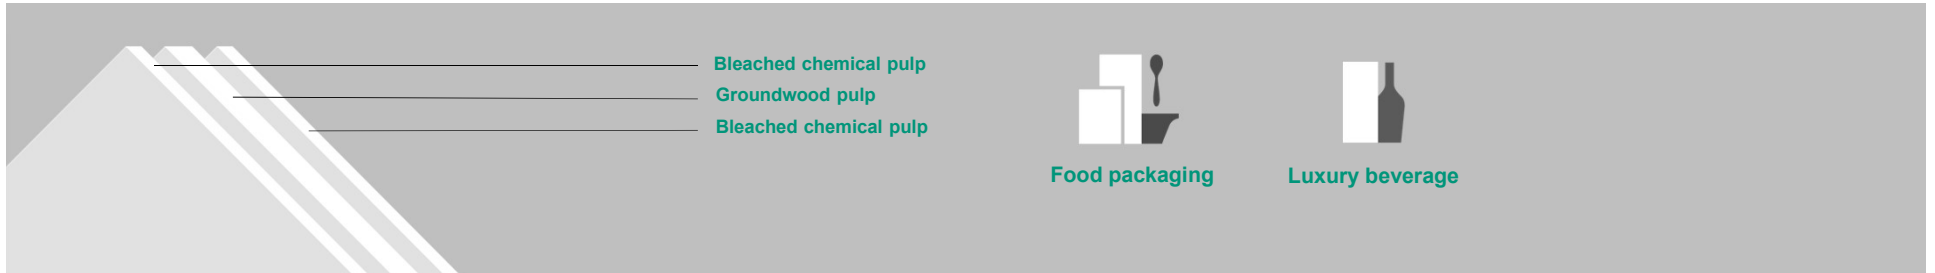 Bleached chemical pulp
Groundwood pulp
Bleached chemical pulp
Food packaging
Luxury beverage